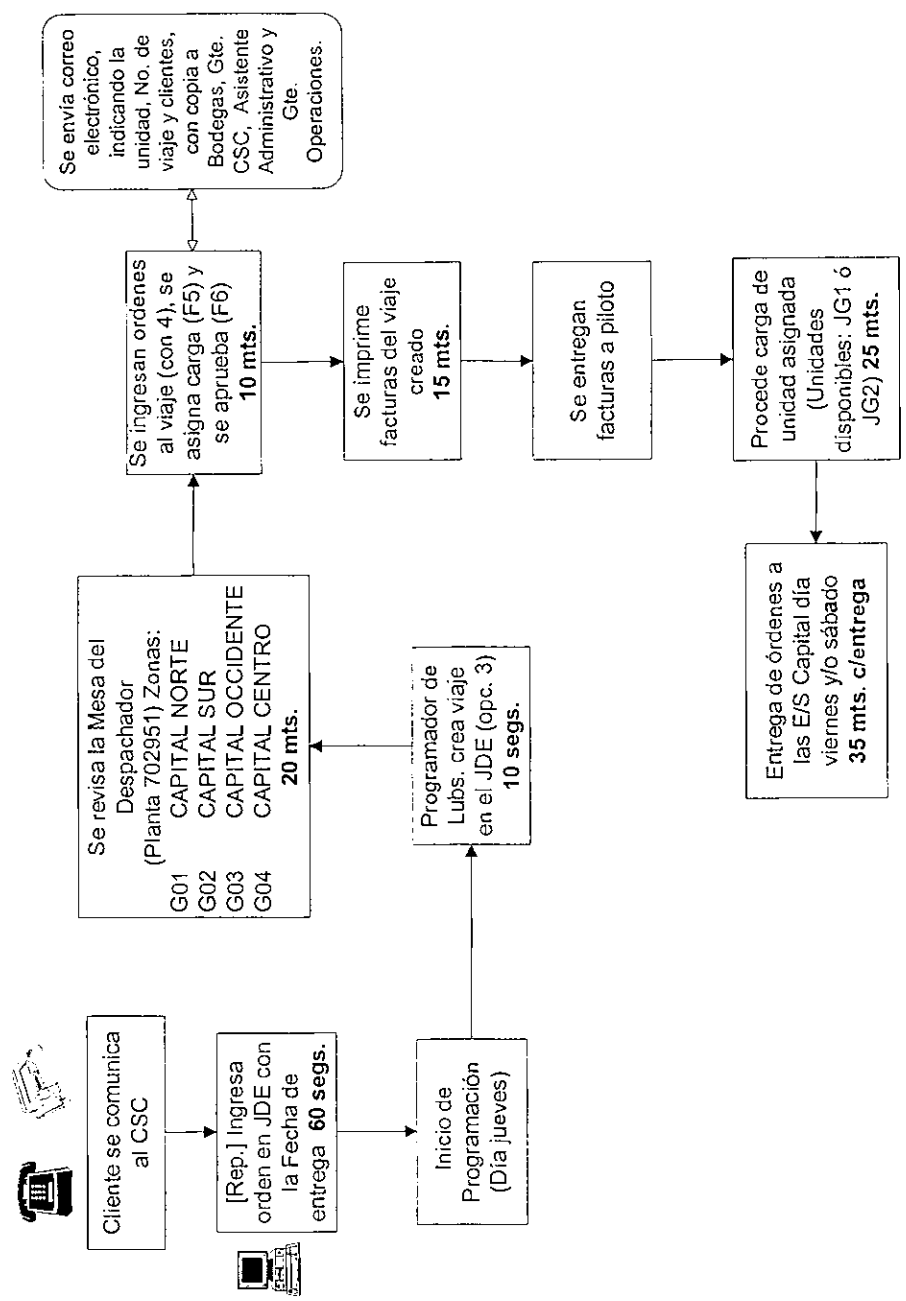 Cliente se comunica
al CSC
[Rep.] Ingresa
orden en JDE con
la Fecha de
entrega 60 segs.
Inicio de
Programación
(Día jueves)
Programador de
Lubs. crea viaje
en el JDE (opc. 3)
10 segs.
Se revisa la Mesa del
Despachador
(Planta 702951) Zonas:
G01 CAPITAL NORTE
G02 CAPITAL SUR
G03 CAPITAL OCCIDENTE
G04 CAPITAL CENTRO
20 mts.
Se ingresan ordenes
al viaje (con 4), se
asigna carga (F5) y
se aprueba (F6)
10 mts.
Se envía correo
electrónico,
indicando la
unidad, No. de
viaje y clientes,
con copia a
Bodegas, Gte.
CSC, Asistente
Administrativo y
Gte.
Operaciones.
Se imprime
facturas del viaje
creado
15 mts.
Se entregan
facturas a piloto
Procede carga de
unidad asignada
(Unidades
disponibles: JG1 ó
JG2) 25 mts.
Entrega de órdenes a
las E/S Capital día
viernes y/o sábado
35 mts. c/entrega